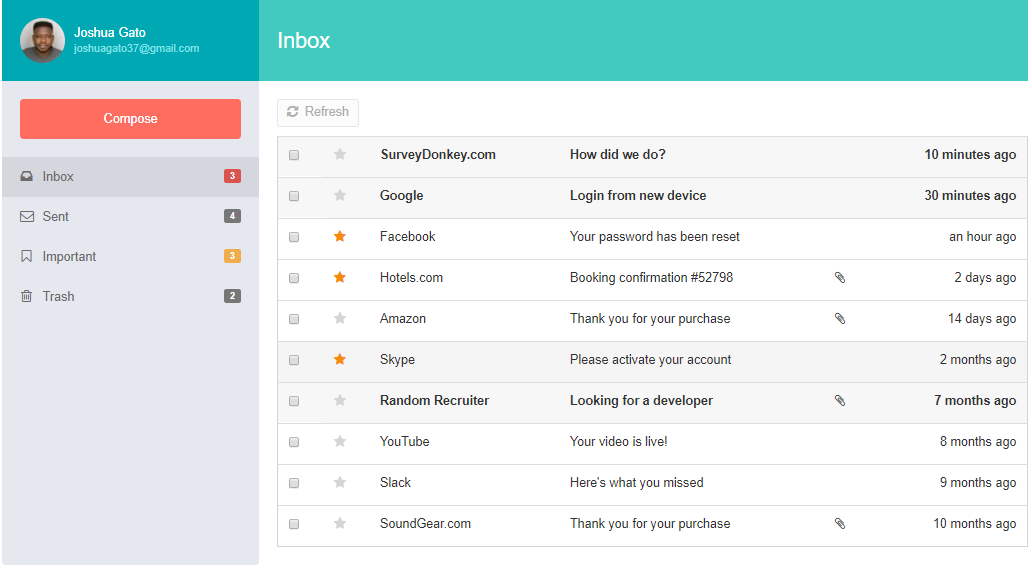 Joshua Gato
joshuagato37@gmail.com
Inbox
Compose
Inbox 3
Sent 4
Important 3
Trash 2
Refresh
SurveyDonkey.com How did we do? 10 minutes ago
Google Login from new device 30 minutes ago
Facebook Your password has been reset an hour ago
Hotels.com Booking confirmation #52798 2 days ago
Amazon Thank you for your purchase 14 days ago
Skype Please activate your account 2 months ago
Random Recruiter Looking for a developer 7 months ago
YouTube Your video is live! 8 months ago
Slack Here's what you missed 9 months ago
SoundGear.com Thank you for your purchase 10 months ago